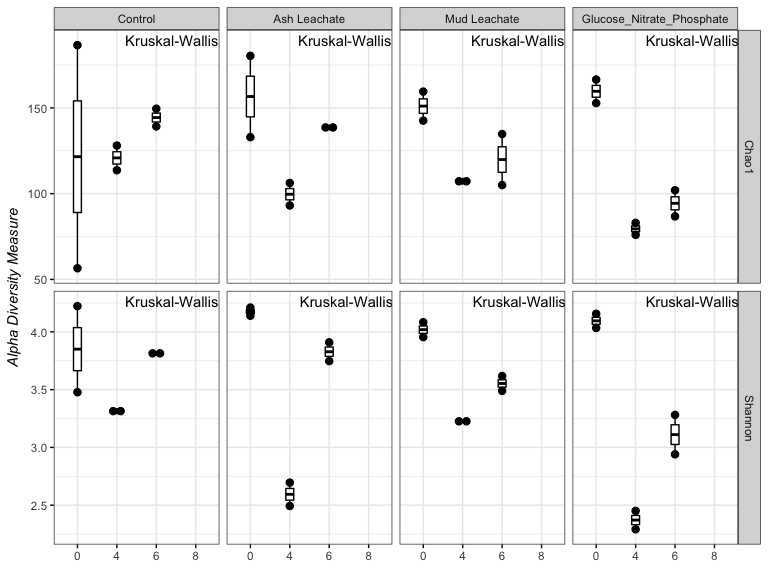 Control Ash Leachate Mud Leachate Glucose_Nitrate_Phosphate
Kruskal-Wallis Kruskal-Wallis Kruskal-Wallis Kruskal-Wallis
150
100
50
Chao1
Alpha Diversity Measure
Kruskal-Wallis Kruskal-Wallis Kruskal-Wallis Kruskal-Wallis
4.0
3.5
3.0
2.5
Shannon
0 4 6 8 0 4 6 8 0 4 6 8 0 4 6 8